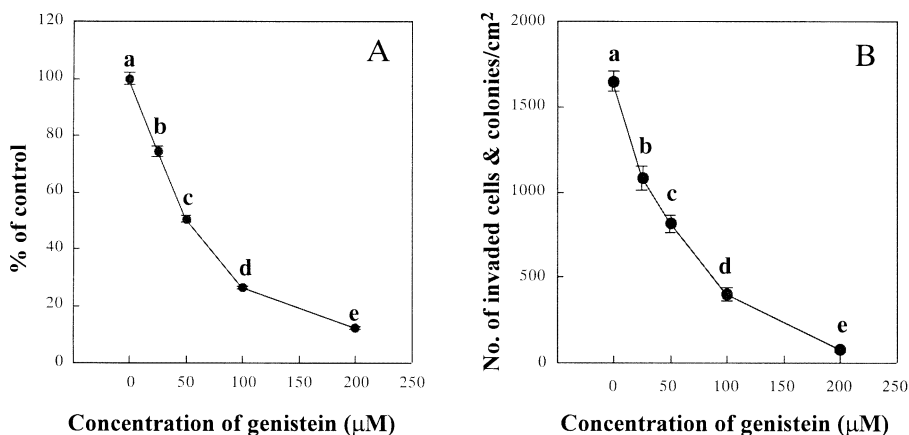 A
% of control
120
100
80
60
40
20
0
a
b
c
d
e
0 50 100 150 200 250
Concentration of genistein (μM)
B
No. of invaded cells & colonies/cm²
2000
1500
1000
500
0
a
b
c
d
e
0 50 100 150 200 250
Concentration of genistein (μM)